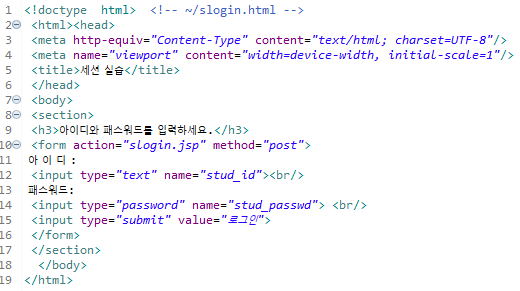 1 <!doctype  html>  <!-- ~/slogin.html -->
2 <html><head>
3 <meta http-equiv="Content-Type" content="text/html; charset=UTF-8"/>
4 <meta name="viewport" content="width=device-width, initial-scale=1"/>
5 <title>세션 실습</title>
6 </head>
7 <body>
8 <section>
9 <h3>아이디와 패스워드를 입력하세요.</h3>
10 <form action="slogin.jsp" method="post">
11 아 이 디 :
12 <input type="text" name="stud_id"><br/>
13 패스워드:
14 <input type="password" name="stud_passwd"> <br/>
15 <input type="submit" value="로그인">
16 </form>
17 </section>
18 </body>
19 </html>